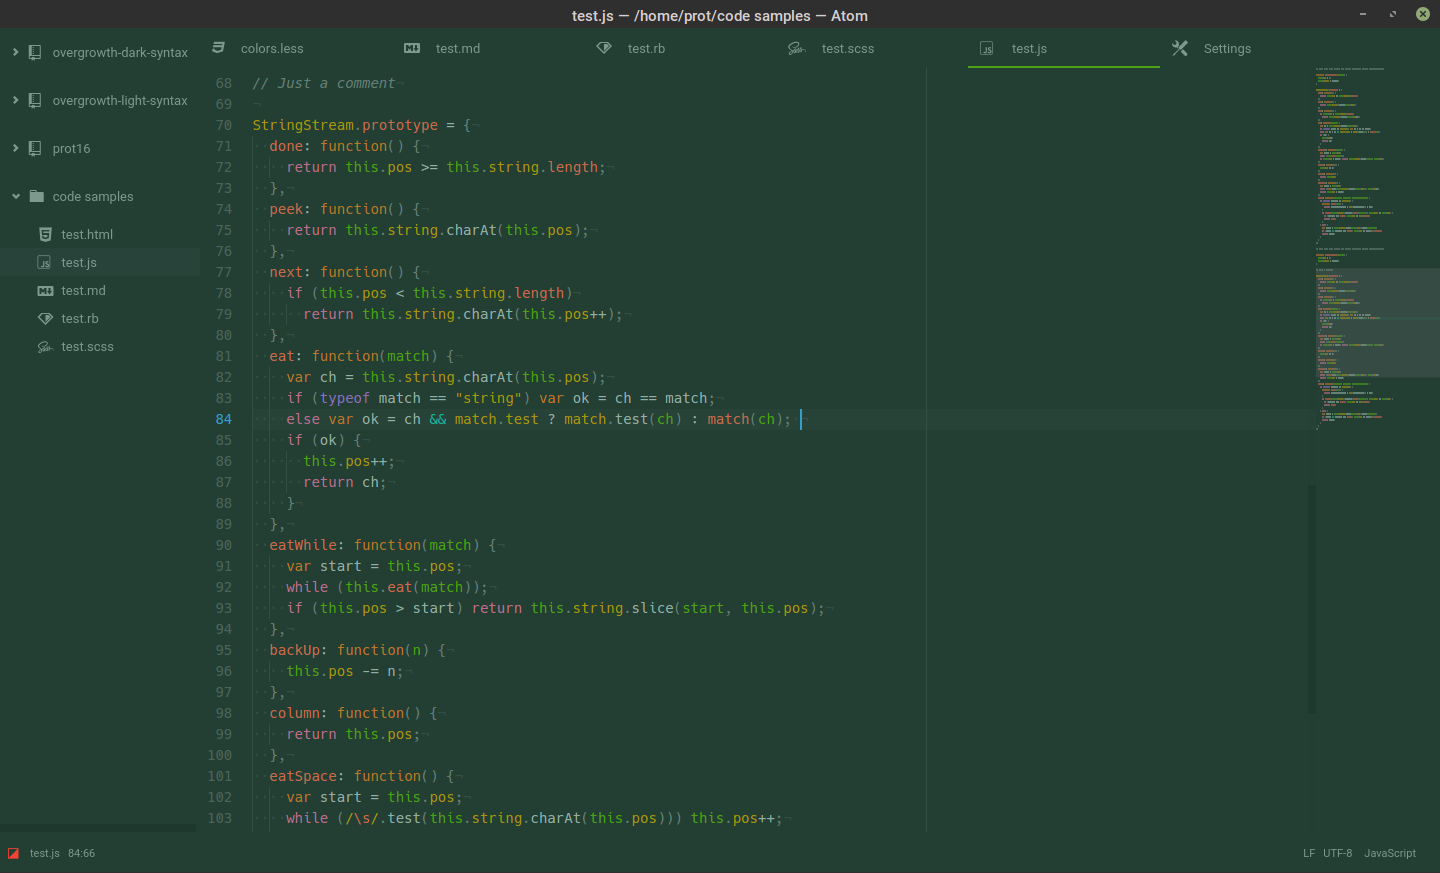 test.js — /home/prot/code samples — Atom
overgrowth-dark-syntax
overgrowth-light-syntax
prot16
code samples
test.html
test.js
test.md
test.rb
test.scss
colors.less
test.md
test.rb
test.scss
test.js
Settings
68 // Just a comment¬
69 ¬
70 StringStream.prototype = {¬
71 ··done: function() {¬
72 ····return this.pos >= this.string.length;¬
73 ··},¬
74 ··peek: function() {¬
75 ····return this.string.charAt(this.pos);¬
76 ··},¬
77 ··next: function() {¬
78 ····if (this.pos < this.string.length)¬
79 ······return this.string.charAt(this.pos++);¬
80 ··},¬
81 ··eat: function(match) {¬
82 ····var ch = this.string.charAt(this.pos);¬
83 ····if (typeof match == "string") var ok = ch == match;¬
84 ····else var ok = ch && match.test ? match.test(ch) : match(ch);·¬
85 ····if (ok) {¬
86 ······this.pos++;¬
87 ······return ch;¬
88 ····}¬
89 ··},¬
90 ··eatWhile: function(match) {¬
91 ····var start = this.pos;¬
92 ····while (this.eat(match));¬
93 ····if (this.pos > start) return this.string.slice(start, this.pos);¬
94 ··},¬
95 ··backUp: function(n) {¬
96 ····this.pos -= n;¬
97 ··},¬
98 ··column: function() {¬
99 ····return this.pos;¬
100 ··},¬
101 ··eatSpace: function() {¬
102 ····var start = this.pos;¬
103 ····while (/\s/.test(this.string.charAt(this.pos))) this.pos++;¬
test.js 84:66
LF UTF-8 JavaScript